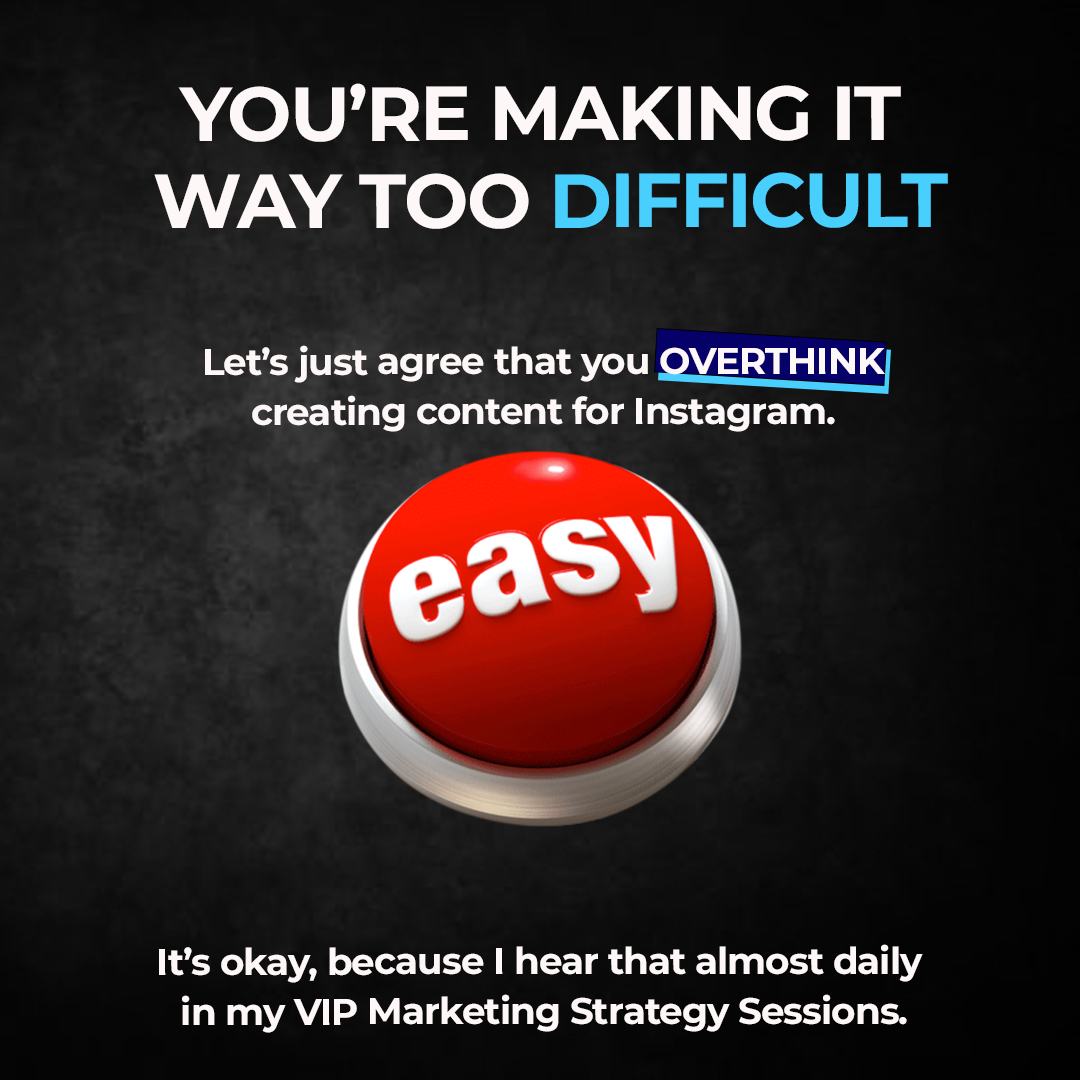 YOU’RE MAKING IT
WAY TOO DIFFICULT
Let’s just agree that you OVERTHINK
creating content for Instagram.
easy
It’s okay, because I hear that almost daily
in my VIP Marketing Strategy Sessions.